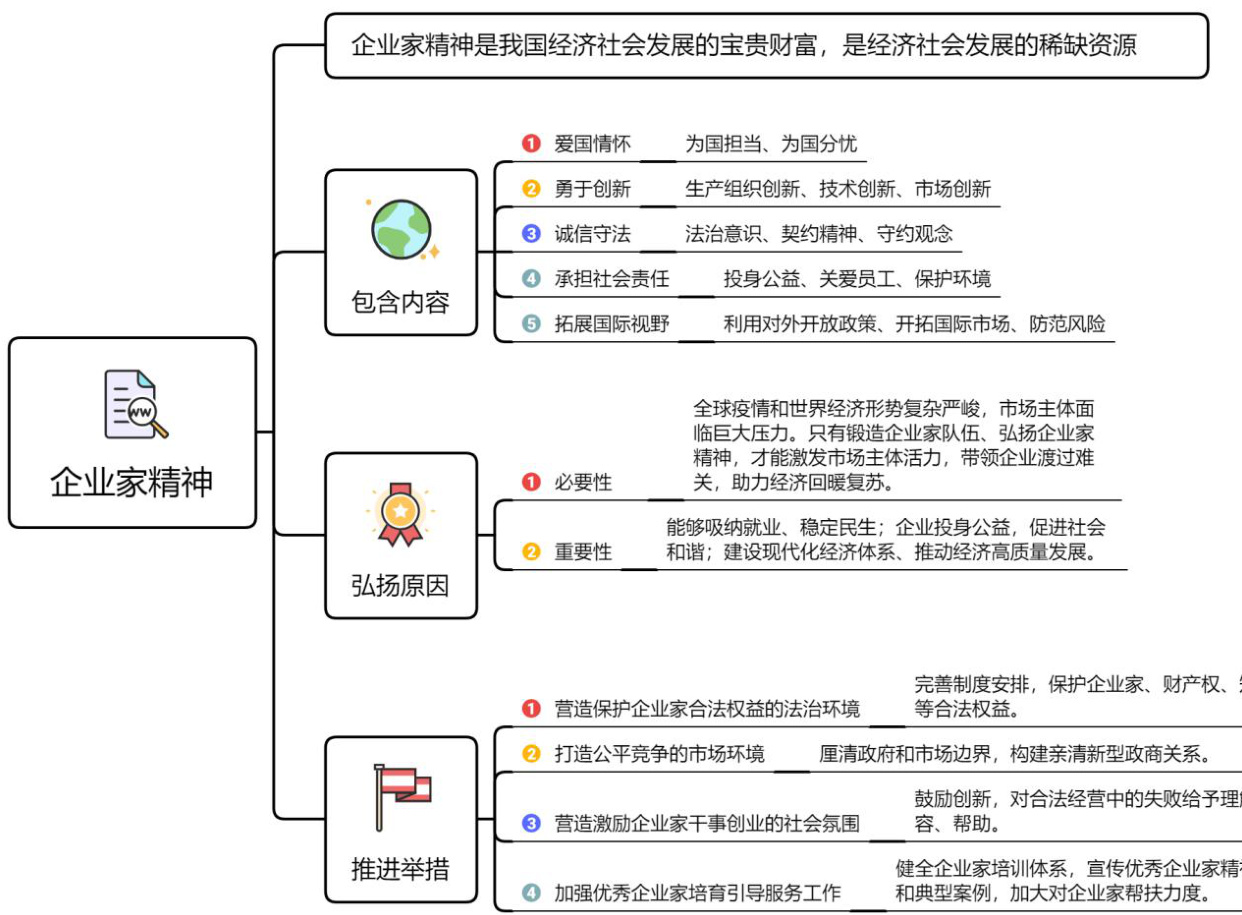 企业家精神是我国经济社会发展的宝贵财富，是经济社会发展的稀缺资源
企业家精神
WW
包含内容
1 爱国情怀 为国担当、为国分忧
2 勇于创新 生产组织创新、技术创新、市场创新
3 诚信守法 法治意识、契约精神、守约观念
4 承担社会责任 投身公益、关爱员工、保护环境
5 拓展国际视野 利用对外开放政策、开拓国际市场、防范风险
弘扬原因
1 必要性
全球疫情和世界经济形势复杂严峻，市场主体面
临巨大压力。只有锻造企业家队伍、弘扬企业家
精神，才能激发市场主体活力，带领企业渡过难
关，助力经济回暖复苏。
2 重要性
能够吸纳就业、稳定民生；企业投身公益，促进社会
和谐；建设现代化经济体系、推动经济高质量发展。
推进举措
1 营造保护企业家合法权益的法治环境
完善制度安排，保护企业家、财产权、
等合法权益。
2 打造公平竞争的市场环境 厘清政府和市场边界，构建亲清新型政商关系。
3 营造激励企业家干事创业的社会氛围
鼓励创新，对合法经营中的失败给予理
容、帮助。
4 加强优秀企业家培育引导服务工作
健全企业家培训体系，宣传优秀企业家精
和典型案例，加大对企业家帮扶力度。